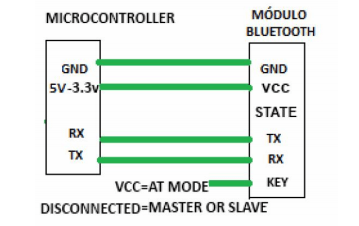 MICROCONTROLLER
MÓDULO
BLUETOOTH
GND
GND
5V-3.3v
VCC
STATE
RX
TX
TX
RX
VCC=AT MODE
KEY
DISCONNECTED=MASTER OR SLAVE